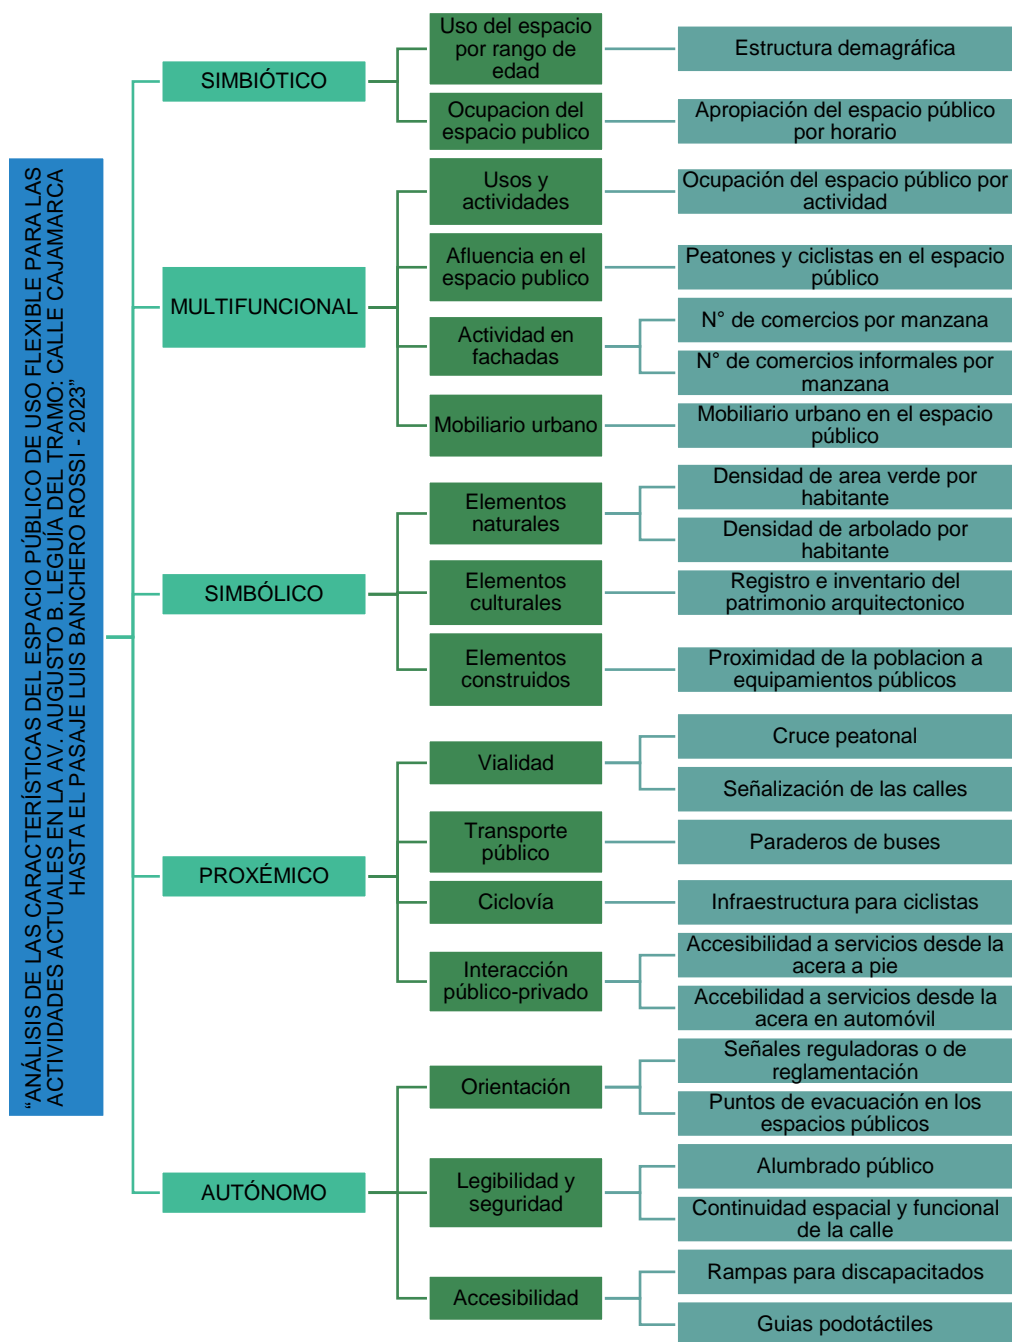 “ANÁLISIS DE LAS CARACTERÍSTICAS DEL ESPACIO PÚBLICO DE USO FLEXIBLE PARA LAS
ACTIVIDADES ACTUALES EN LA AV. AUGUSTO B. LEGUÍA DEL TRAMO: CALLE CAJAMARCA
HASTA EL PASAJE LUIS BANCHERO ROSSI - 2023”
SIMBIÓTICO
Uso del espacio
por rango de
edad
Estructura demagráfica
Ocupacion del
espacio publico
Apropiación del espacio público
por horario
MULTIFUNCIONAL
Usos y
actividades
Ocupación del espacio público por
actividad
Afluencia en el
espacio publico
Peatones y ciclistas en el espacio
público
Actividad en
fachadas
N° de comercios por manzana
N° de comercios informales por
manzana
Mobiliario urbano
Mobiliario urbano en el espacio
público
SIMBÓLICO
Elementos
naturales
Densidad de area verde por
habitante
Densidad de arbolado por
habitante
Elementos
culturales
Registro e inventario del
patrimonio arquitectonico
Elementos
construidos
Proximidad de la poblacion a
equipamientos públicos
PROXÉMICO
Vialidad
Cruce peatonal
Señalización de las calles
Transporte
público
Paraderos de buses
Ciclovía
Infraestructura para ciclistas
Interacción
público-privado
Accesibilidad a servicios desde la
acera a pie
Accebilidad a servicios desde la
acera en automóvil
AUTÓNOMO
Orientación
Señales reguladoras o de
reglamentación
Puntos de evacuación en los
espacios públicos
Legibilidad y
seguridad
Alumbrado público
Continuidad espacial y funcional
de la calle
Accesibilidad
Rampas para discapacitados
Guias podotáctiles